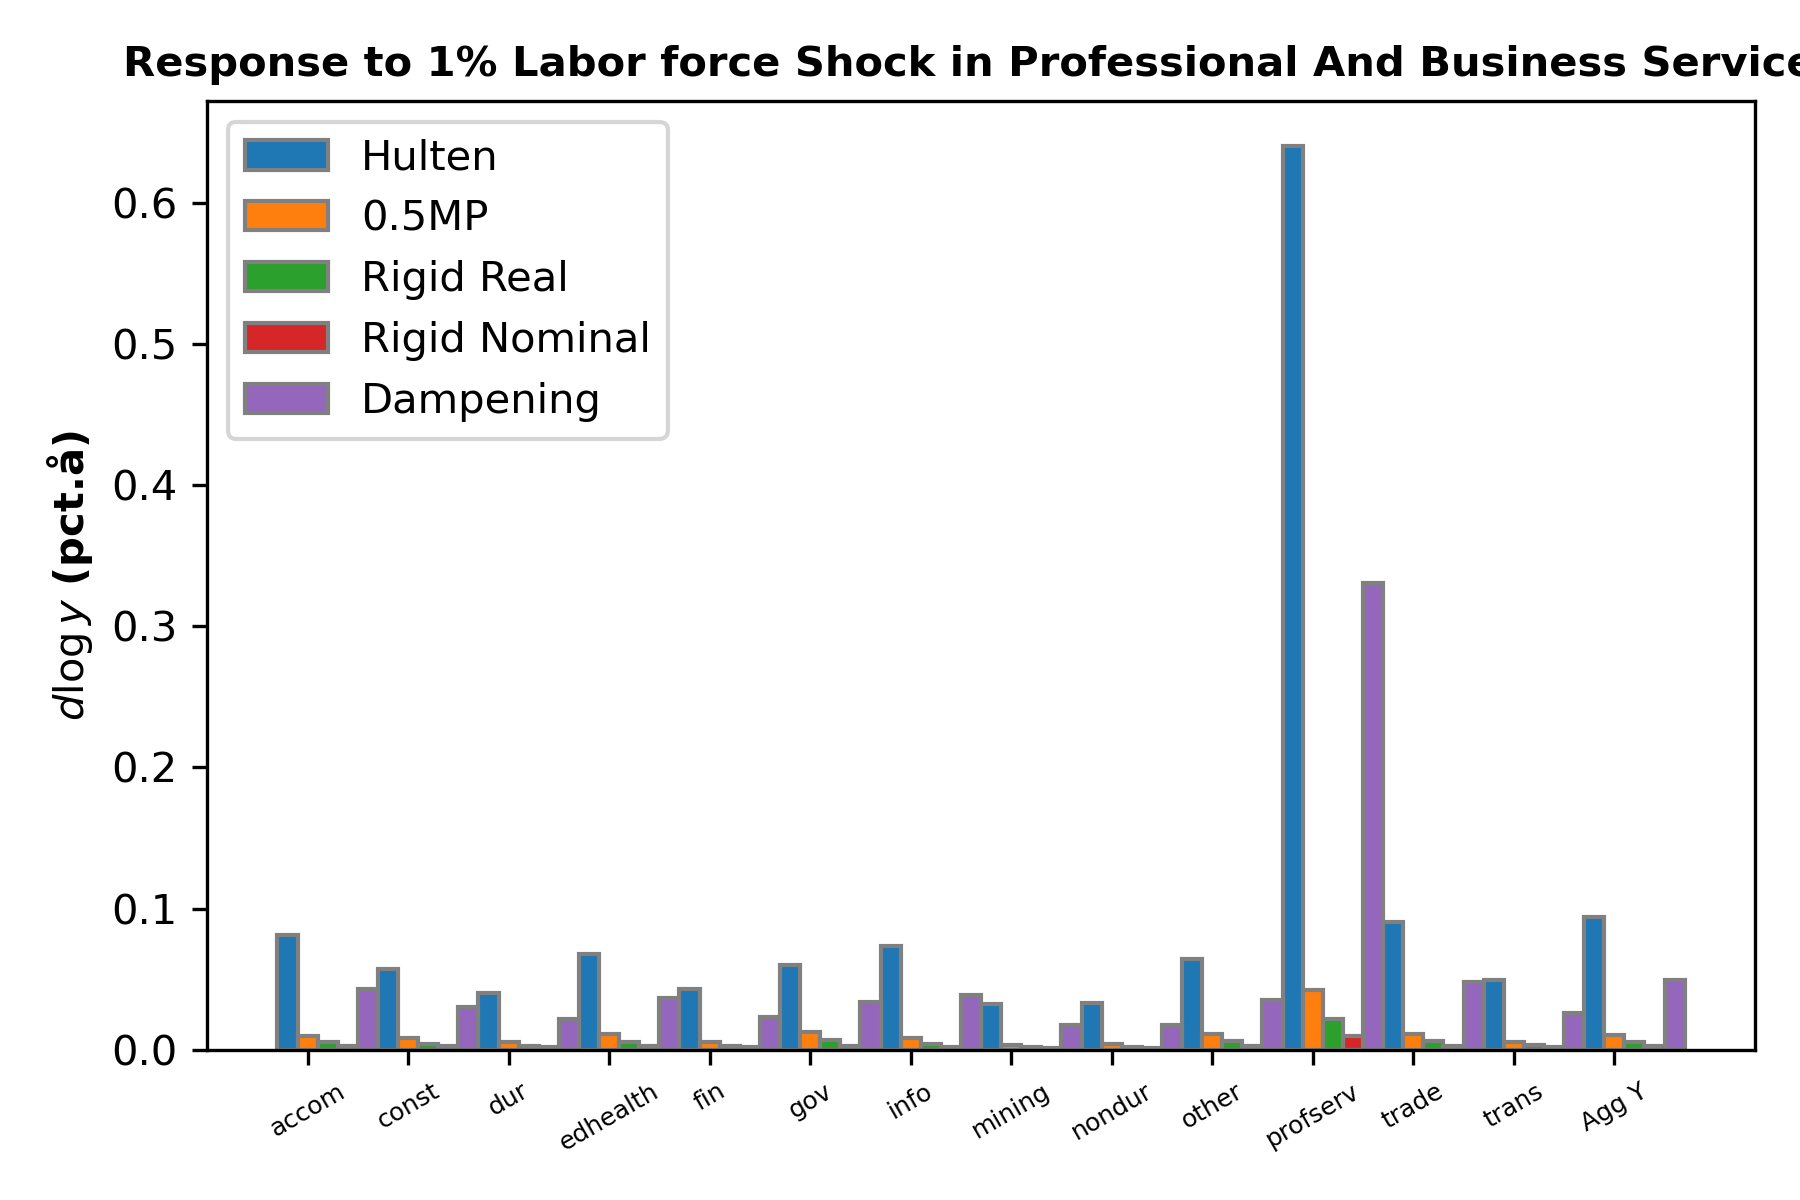 Response to 1% Labor force Shock in Professional And Business Service
Hulten
0.5MP
Rigid Real
Rigid Nominal
Dampening
dlog y (pct.å)
0.6
0.5
0.4
0.3
0.2
0.1
0.0
accom
const
dur
edhealth
fin
gov
info
mining
nondur
other
profserv
trade
trans
Agg Y